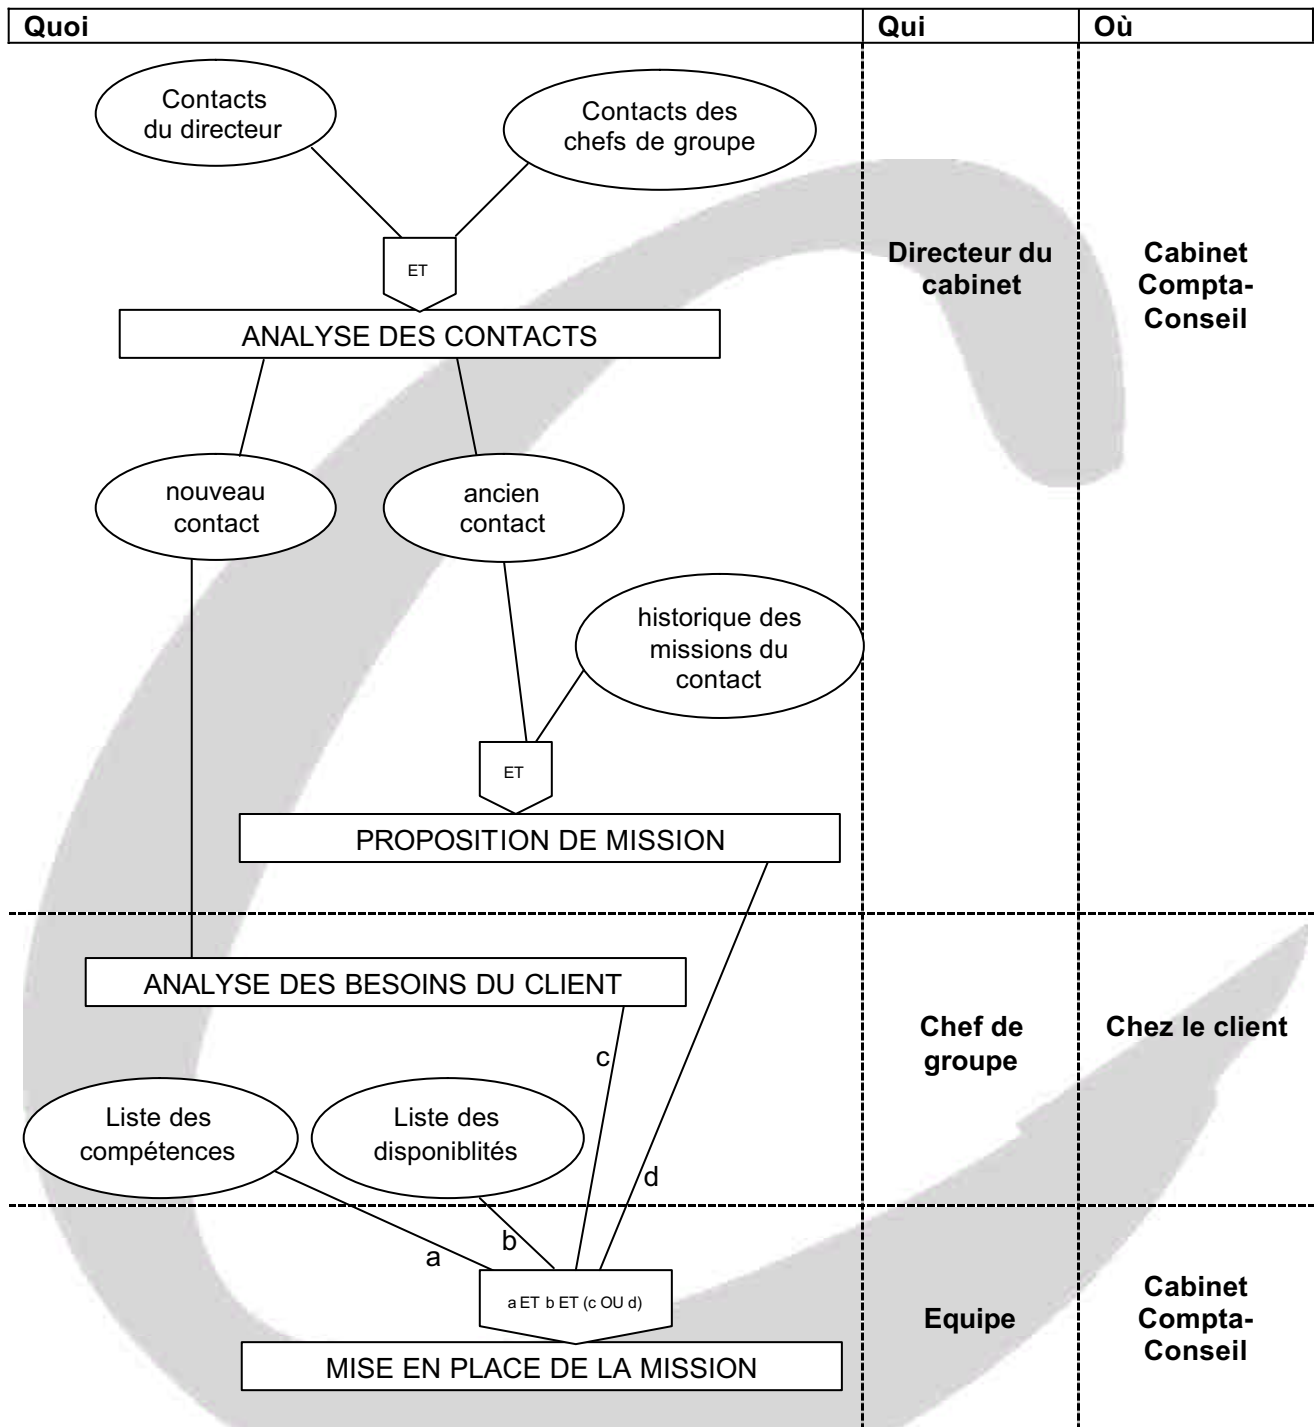 Quoi Qui Où
Contacts
du directeur
Contacts des
chefs de groupe
ET
Directeur du
cabinet
Cabinet
Compta-
Conseil
ANALYSE DES CONTACTS
nouveau
contact
ancien
contact
historique des
missions du
contact
ET
PROPOSITION DE MISSION
ANALYSE DES BESOINS DU CLIENT
Chef de
groupe
Chez le client
c
Liste des
compétences
Liste des
disponiblités
d
b
a
a ET b ET (c OU d)
Equipe
Cabinet
Compta-
Conseil
MISE EN PLACE DE LA MISSION